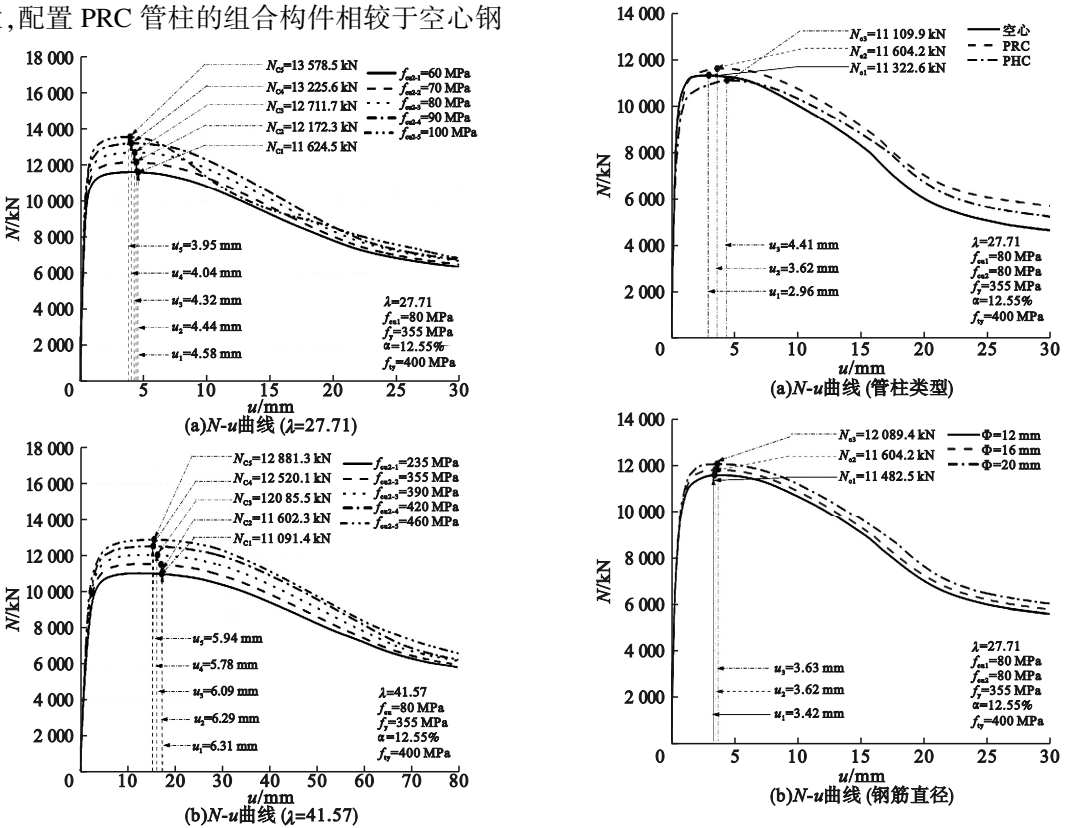 ,配置 PRC 管柱的组合构件相较于空心钢
18 000
16 000
14 000
12 000
10 000
8 000
6 000
4 000
2 000
0
5
10
15
20
25
30
N/kN
u/mm
N_C5=13 578.5 kN
N_C4=13 225.6 kN
N_C3=12 711.7 kN
N_C2=12 172.3 kN
N_C1=11 624.5 kN
f_cu2-1=60 MPa
f_cu2-2=70 MPa
f_cu2-3=80 MPa
f_cu2-4=90 MPa
f_cu2-5=100 MPa
u_5=3.95 mm
u_4=4.04 mm
u_3=4.32 mm
u_2=4.44 mm
u_1=4.58 mm
λ=27.71
f_cu1=80 MPa
f_y=355 MPa
α=12.55%
f_ty=400 MPa
(a)N-u曲线 (λ=27.71)
18 000
16 000
14 000
12 000
10 000
8 000
6 000
4 000
2 000
0
10
20
30
40
50
60
70
80
N/kN
u/mm
N_C5=12 881.3 kN
N_C4=12 520.1 kN
N_C3=120 85.5 kN
N_C2=11 602.3 kN
N_C1=11 091.4 kN
f_cu2-1=235 MPa
f_cu2-2=355 MPa
f_cu2-3=390 MPa
f_cu2-4=420 MPa
f_cu2-5=460 MPa
u_5=5.94 mm
u_4=5.78 mm
u_3=6.09 mm
u_2=6.29 mm
u_1=6.31 mm
λ=41.57
f_cu=80 MPa
f_y=355 MPa
α=12.55%
f_ty=400 MPa
(b)N-u曲线 (λ=41.57)
14 000
12 000
10 000
8 000
6 000
4 000
2 000
0
5
10
15
20
25
30
N/kN
u/mm
N_c3=11 109.9 kN
N_c2=11 604.2 kN
N_c1=11 322.6 kN
空心
PRC
PHC
u_3=4.41 mm
u_2=3.62 mm
u_1=2.96 mm
λ=27.71
f_cu1=80 MPa
f_cu2=80 MPa
f_y=355 MPa
α=12.55%
f_ty=400 MPa
(a)N-u曲线 (管柱类型)
14 000
12 000
10 000
8 000
6 000
4 000
2 000
0
5
10
15
20
25
30
N/kN
u/mm
N_c3=12 089.4 kN
N_c2=11 604.2 kN
N_c1=11 482.5 kN
Φ=12 mm
Φ=16 mm
Φ=20 mm
u_3=3.63 mm
u_2=3.62 mm
u_1=3.42 mm
λ=27.71
f_cu1=80 MPa
f_cu2=80 MPa
f_y=355 MPa
α=12.55%
f_ty=400 MPa
(b)N-u曲线 (钢筋直径)